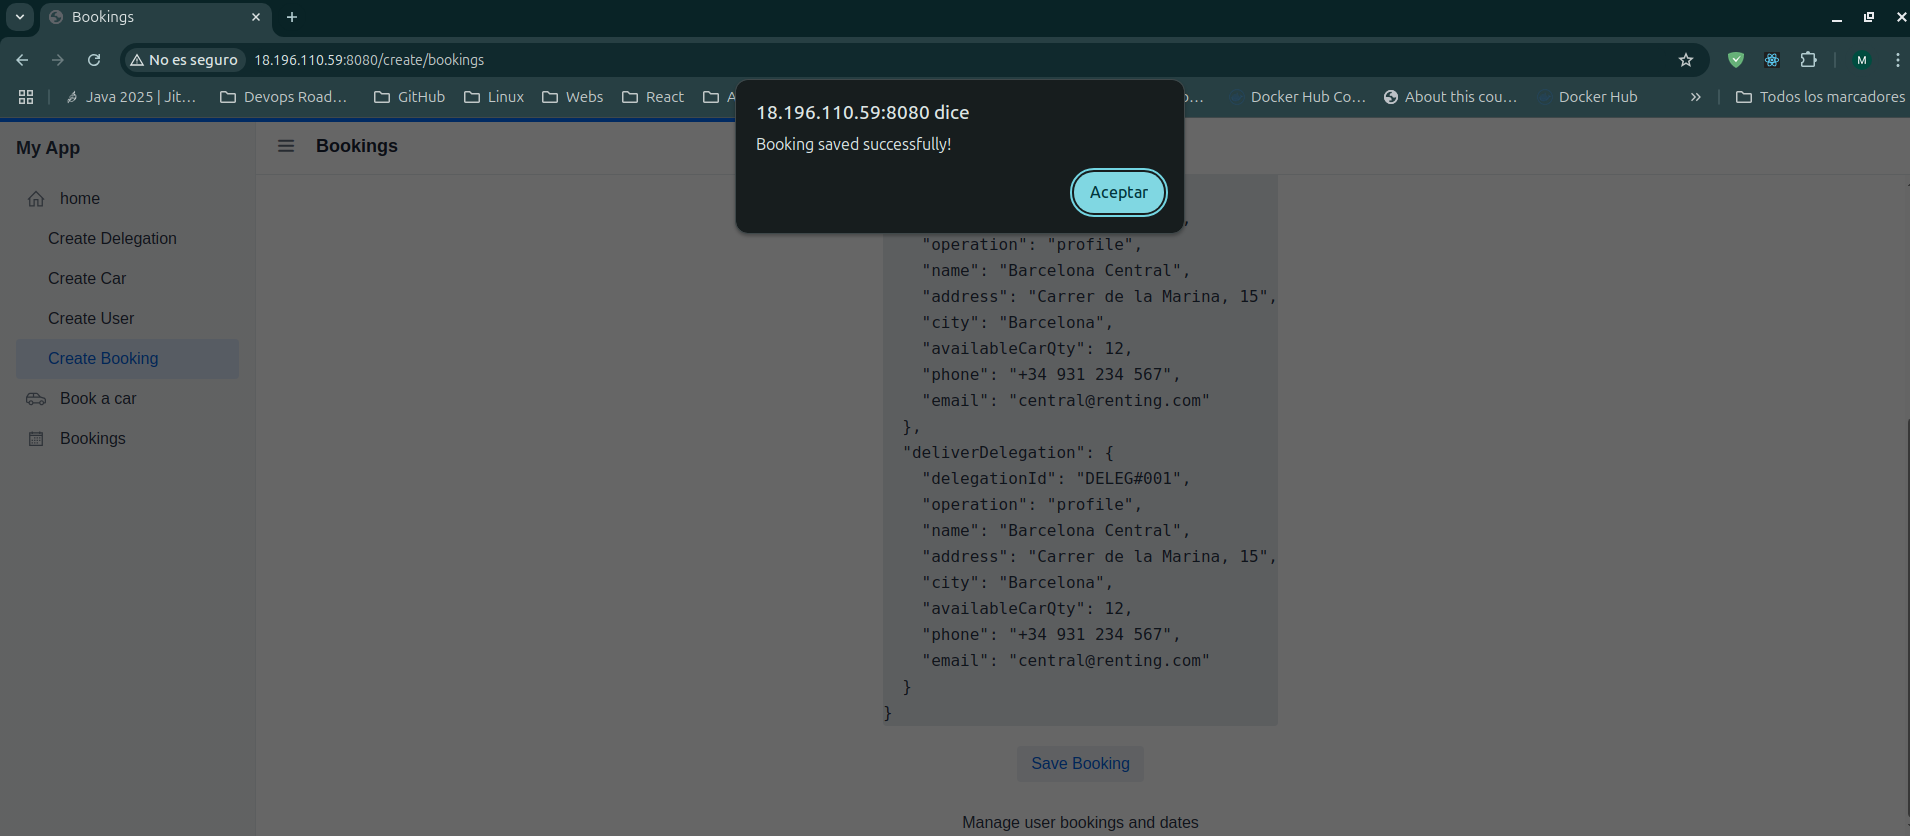 Bookings
No es seguro 18.196.110.59:8080/create/bookings
M
Java 2025 | Jit... Devops Road... GitHub Linux Webs React A Docker Hub Co... About this cou... Docker Hub » Todos los marcadores
18.196.110.59:8080 dice
Booking saved successfully!
Aceptar
My App
home
Create Delegation
Create Car
Create User
Create Booking
Book a car
Bookings
Bookings
"operation": "profile",
"name": "Barcelona Central",
"address": "Carrer de la Marina, 15",
"city": "Barcelona",
"availableCarQty": 12,
"phone": "+34 931 234 567",
"email": "central@renting.com"
},
"deliverDelegation": {
"delegationId": "DELEG#001",
"operation": "profile",
"name": "Barcelona Central",
"address": "Carrer de la Marina, 15",
"city": "Barcelona",
"availableCarQty": 12,
"phone": "+34 931 234 567",
"email": "central@renting.com"
}
}
Save Booking
Manage user bookings and dates